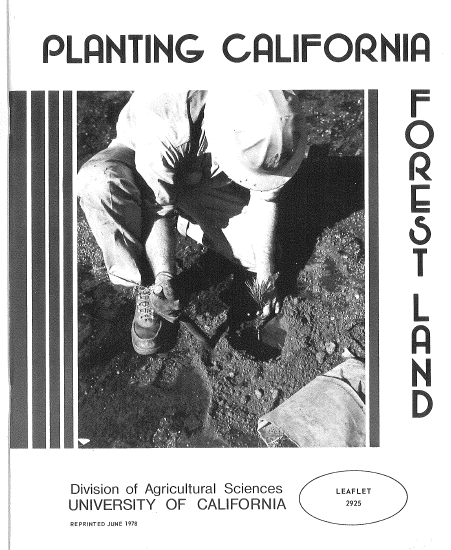 PLANTING CALIFORNIA
FOREST LAND
Division of Agricultural Sciences
UNIVERSITY OF CALIFORNIA
REPRINTED JUNE 1978
LEAFLET
2925